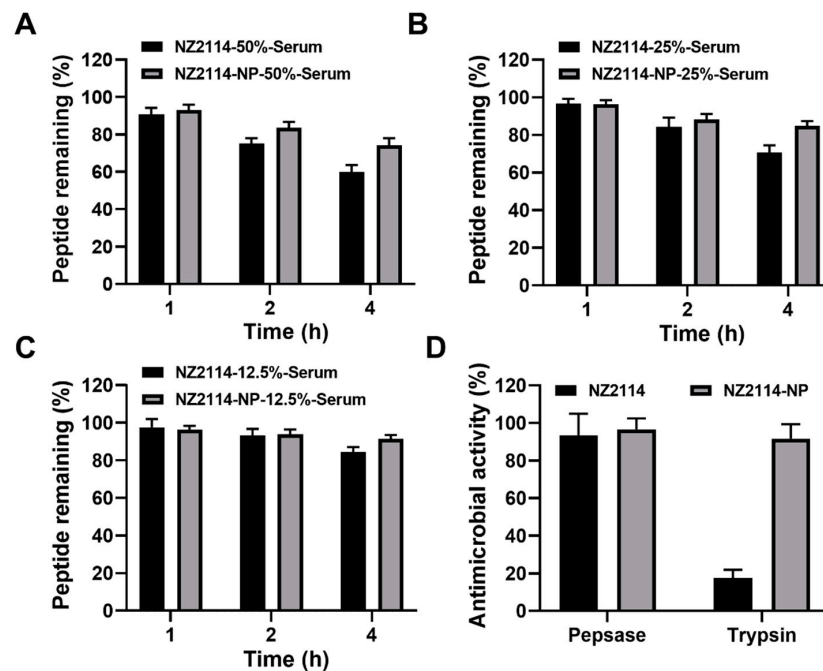 A
NZ2114-50%-Serum
NZ2114-NP-50%-Serum
Peptide remaining (%)
120
100
80
60
40
20
0
1
2
4
Time (h)
B
NZ2114-25%-Serum
NZ2114-NP-25%-Serum
Peptide remaining (%)
120
100
80
60
40
20
0
1
2
4
Time (h)
C
NZ2114-12.5%-Serum
NZ2114-NP-12.5%-Serum
Peptide remaining (%)
120
100
80
60
40
20
0
1
2
4
Time (h)
D
NZ2114
NZ2114-NP
Antimicrobial activity (%)
120
100
80
60
40
20
0
Pepsase
Trypsin